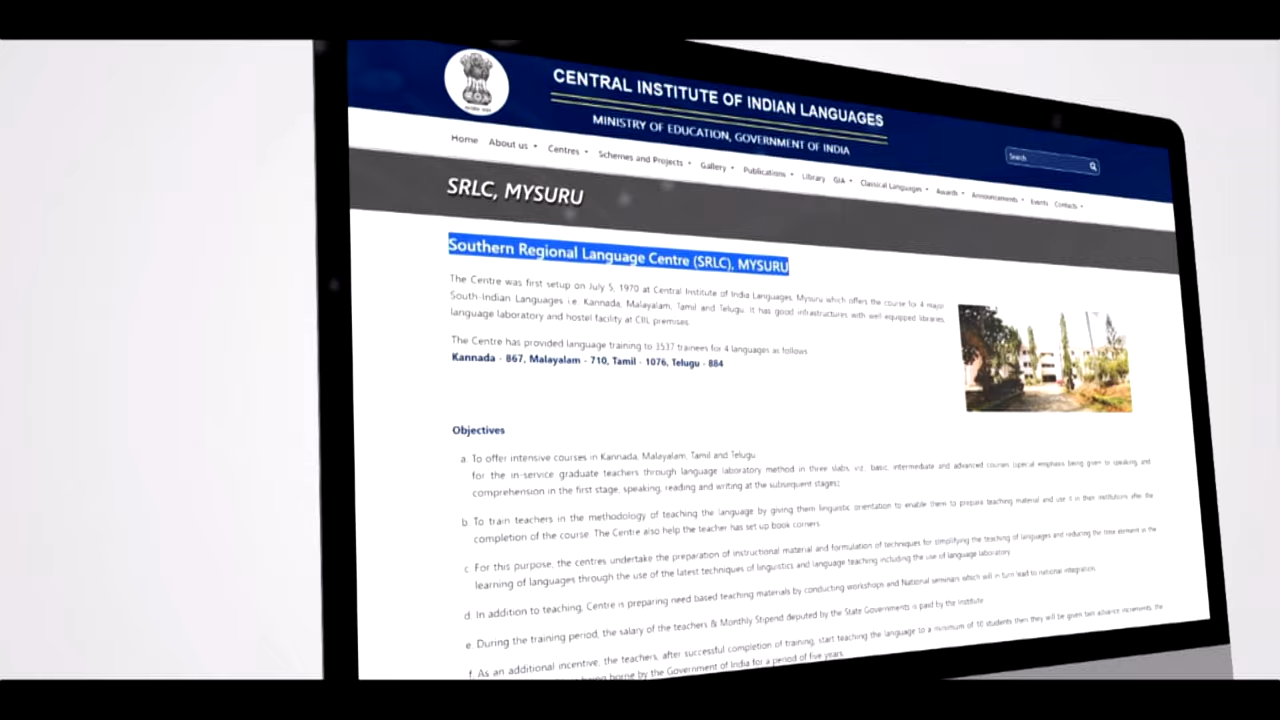 CENTRAL INSTITUTE OF INDIAN LANGUAGES
MINISTRY OF EDUCATION, GOVERNMENT OF INDIA
Search
Home About us Centres Schemes and Projects Gallery Publications Library GIA Classical Languages Awards Announcements Events Contacts
SRLC, MYSURU
Southern Regional Language Centre (SRLC), MYSURU
The Centre was first setup on July 5, 1970 at Central Institute of India Languages, Mysuru which offers the course for 4 major
South-Indian Languages i.e. Kannada, Malayalam, Tamil and Telugu. It has good infrastructures with well equipped libraries,
language laboratory and hostel facility at CIIL premises.
The Centre has provided language training to 3537 trainees for 4 languages as follows
Kannada - 867, Malayalam - 710, Tamil - 1076, Telugu - 884
Objectives
a. To offer intensive courses in Kannada, Malayalam, Tamil and Telugu
for the in-service graduate teachers through language laboratory method in three slabs viz., basic, intermediate and advanced courses (special emphasis being given to speaking and
comprehension in the first stage, speaking, reading and writing at the subsequent stages);
b. To train teachers in the methodology of teaching the language by giving them linguistic orientation to enable them to prepare teaching material and use it in their institutions after the
completion of the course. The Centre also help the teacher has set up book corners.
c. For this purpose, the centres undertake the preparation of instructional material and formulation of techniques for simplifying the teaching of languages and reducing the time element in the
learning of languages through the use of the latest techniques of linguistics and language teaching including the use of language laboratory.
d. In addition to teaching, Centre is preparing need based teaching materials by conducting workshops and National seminars which will in turn lead to national integration.
e. During the training period, the salary of the teachers & Monthly Stipend deputed by the State Governments is paid by the Institute
f. As an additional incentive, the teachers, after successful completion of training, start teaching the language to a minimum of 10 students then they will be given two advance increments, the
being borne by the Government of India for a period of five years.